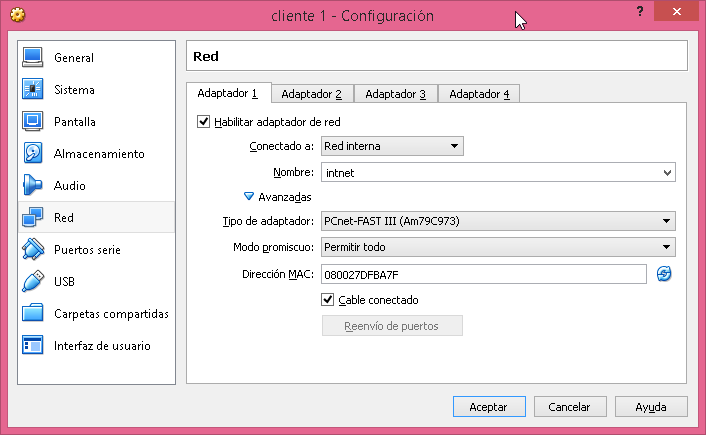 cliente 1 - Configuración
?
General
Sistema
Pantalla
Almacenamiento
Audio
Red
Puertos serie
USB
Carpetas compartidas
Interfaz de usuario
Red
Adaptador 1
Adaptador 2
Adaptador 3
Adaptador 4
Habilitar adaptador de red
Conectado a: Red interna
Nombre: intnet
Avanzadas
Tipo de adaptador: PCnet-FAST III (Am79C973)
Modo promiscuo: Permitir todo
Dirección MAC: 080027DFBA7F
Cable conectado
Reenvío de puertos
Aceptar
Cancelar
Ayuda